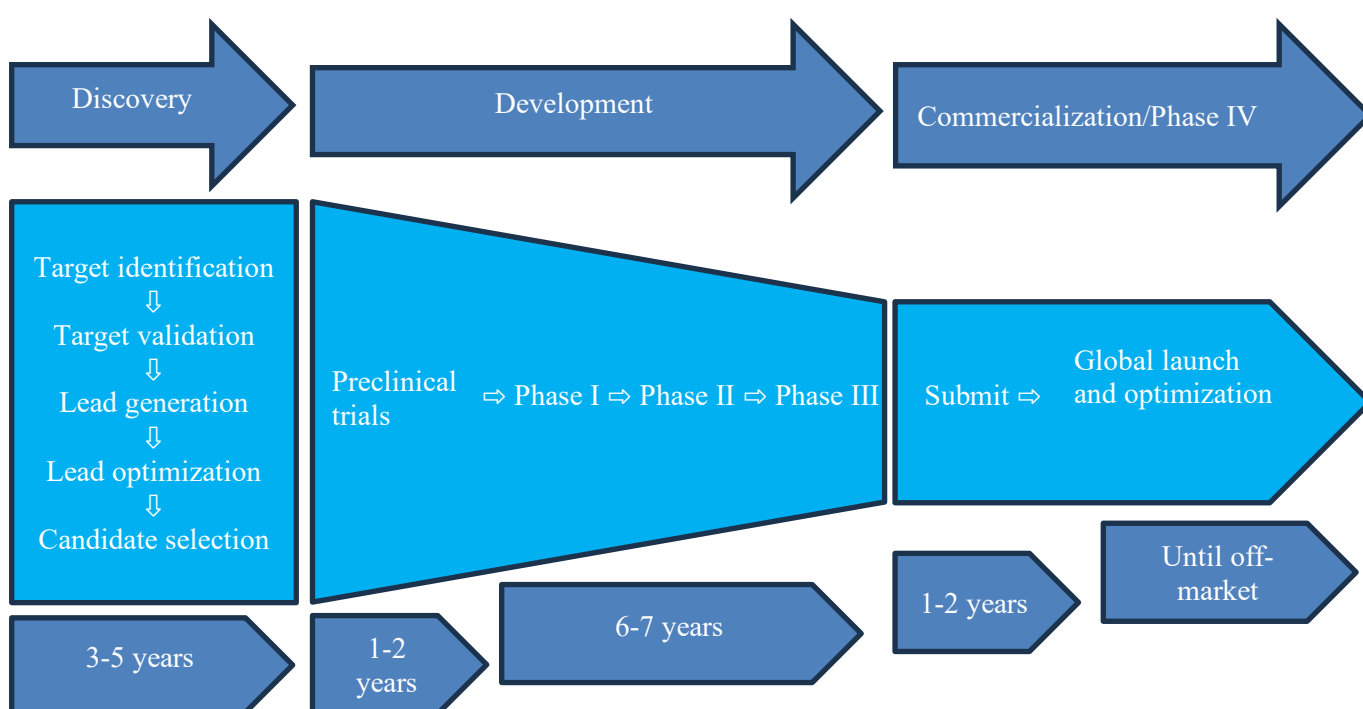 Discovery
Development
Commercialization/Phase IV
Target identification
⇩
Target validation
⇩
Lead generation
⇩
Lead optimization
⇩
Candidate selection
Preclinical
trials
⇨ Phase I ⇨ Phase II ⇨ Phase III
Submit ⇨
Global launch
and optimization
3-5 years
1-2
years
6-7 years
1-2 years
Until off-
market